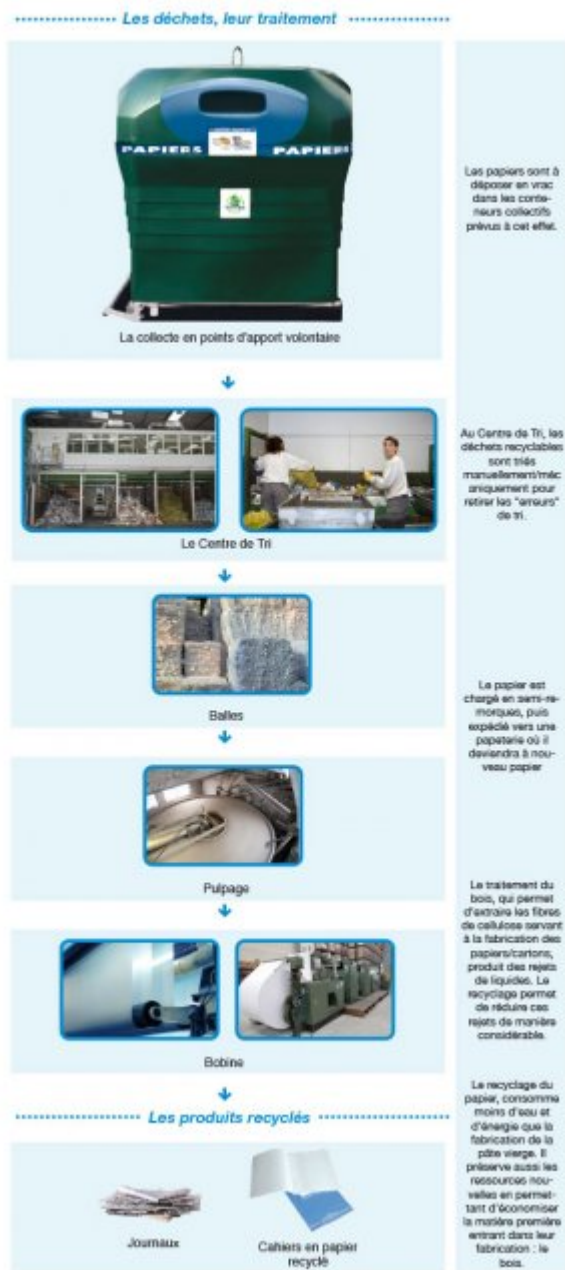 Les déchets, leur traitement
PAPIERS PAPIERS
La collecte en points d'apport volontaire
Les papiers sont à
déposer en vrac
dans les conte-
neurs collectifs
prévus à cet effet.
Le Centre de Tri
Au Centre de Tri, les
déchets recyclables
sont triés
manuellement/méc
aniquement pour
retirer les "erreurs"
de tri.
Balles
Le papier est
chargé en semi-re-
morques, puis
expédié vers une
papeterie où il
deviendra à nou-
veau papier
Pulpage
Bobine
Le traitement du
bois, qui permet
d'extraire les fibres
de cellulose servant
à la fabrication des
papiers/cartons,
produit des rejets
de liquides. Le
recyclage permet
de réduire ces
rejets de manière
considérable.
Les produits recyclés
Journaux
Cahiers en papier
recyclé
Le recyclage du
papier, consomme
moins d'eau et
d'énergie que la
fabrication de la
pâte vierge. Il
préserve aussi les
ressources nou-
velles en permet-
tant d'économiser
la matière première
entrant dans leur
fabrication : le
bois.